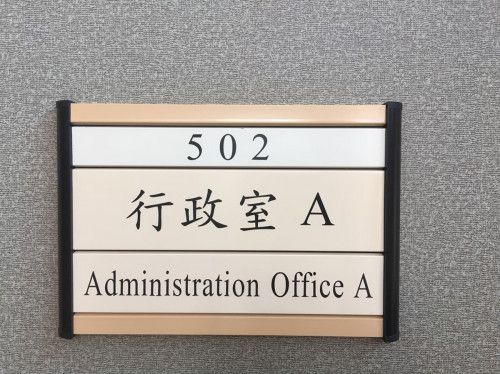 502
行政室 A
Administration Office A